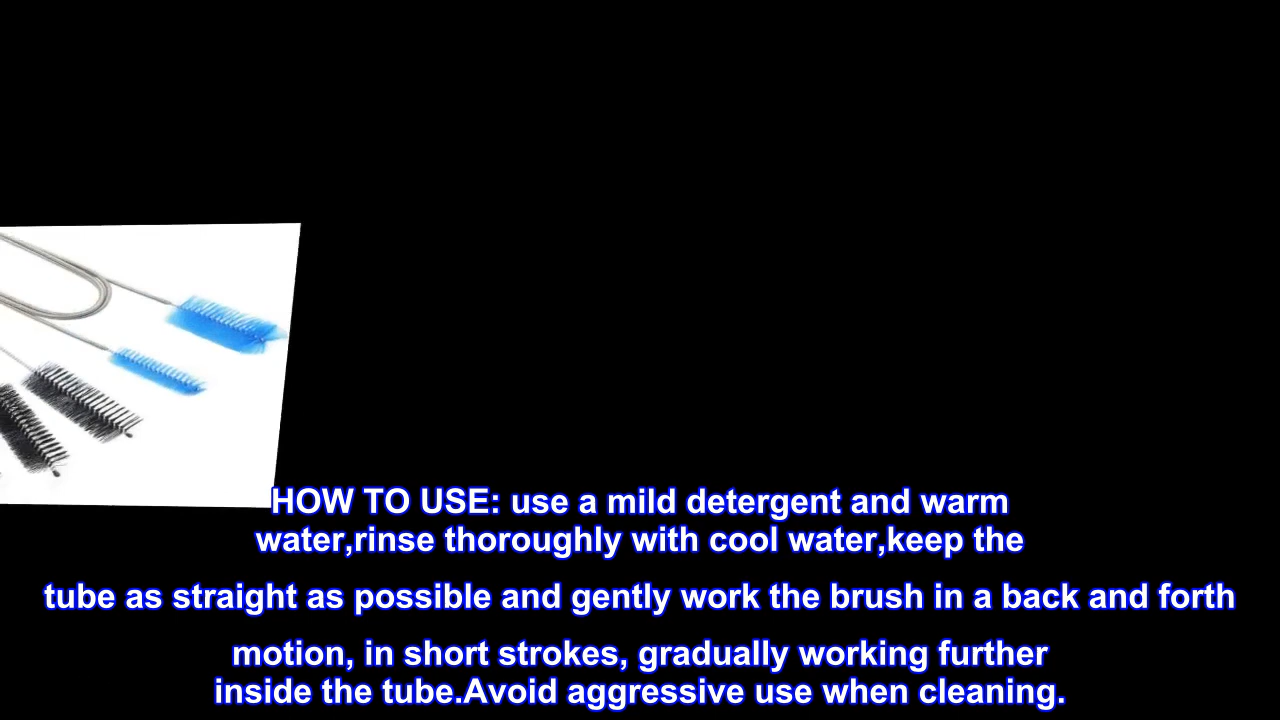 HOW TO USE: use a mild detergent and warm
water,rinse thoroughly with cool water,keep the
tube as straight as possible and gently work the brush in a back and forth
motion, in short strokes, gradually working further
inside the tube.Avoid aggressive use when cleaning.